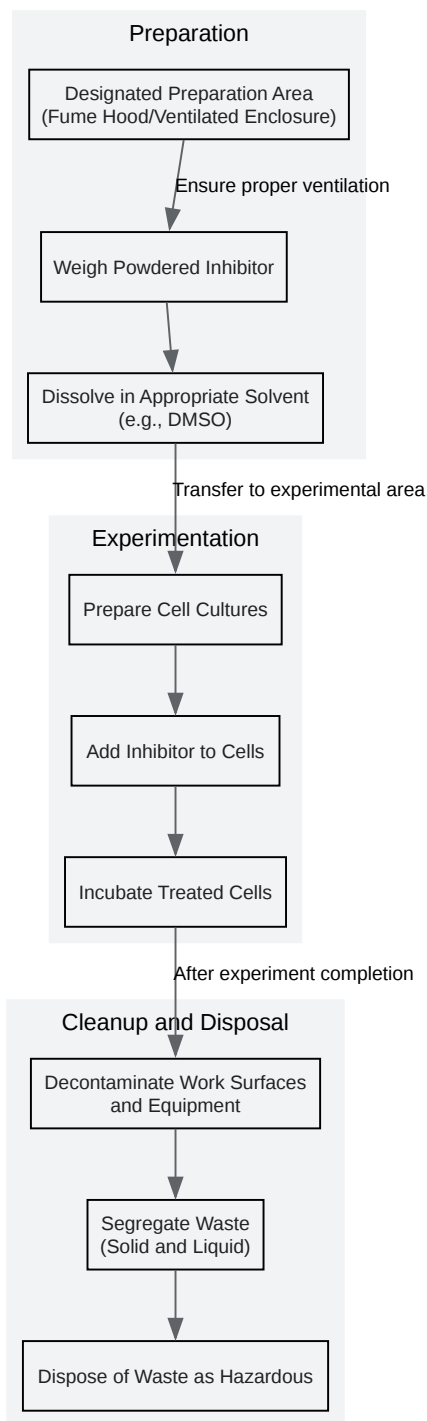 Preparation
Designated Preparation Area
(Fume Hood/Ventilated Enclosure)
Ensure proper ventilation
Weigh Powdered Inhibitor
Dissolve in Appropriate Solvent
(e.g., DMSO)
Transfer to experimental area
Experimentation
Prepare Cell Cultures
Add Inhibitor to Cells
Incubate Treated Cells
After experiment completion
Cleanup and Disposal
Decontaminate Work Surfaces
and Equipment
Segregate Waste
(Solid and Liquid)
Dispose of Waste as Hazardous